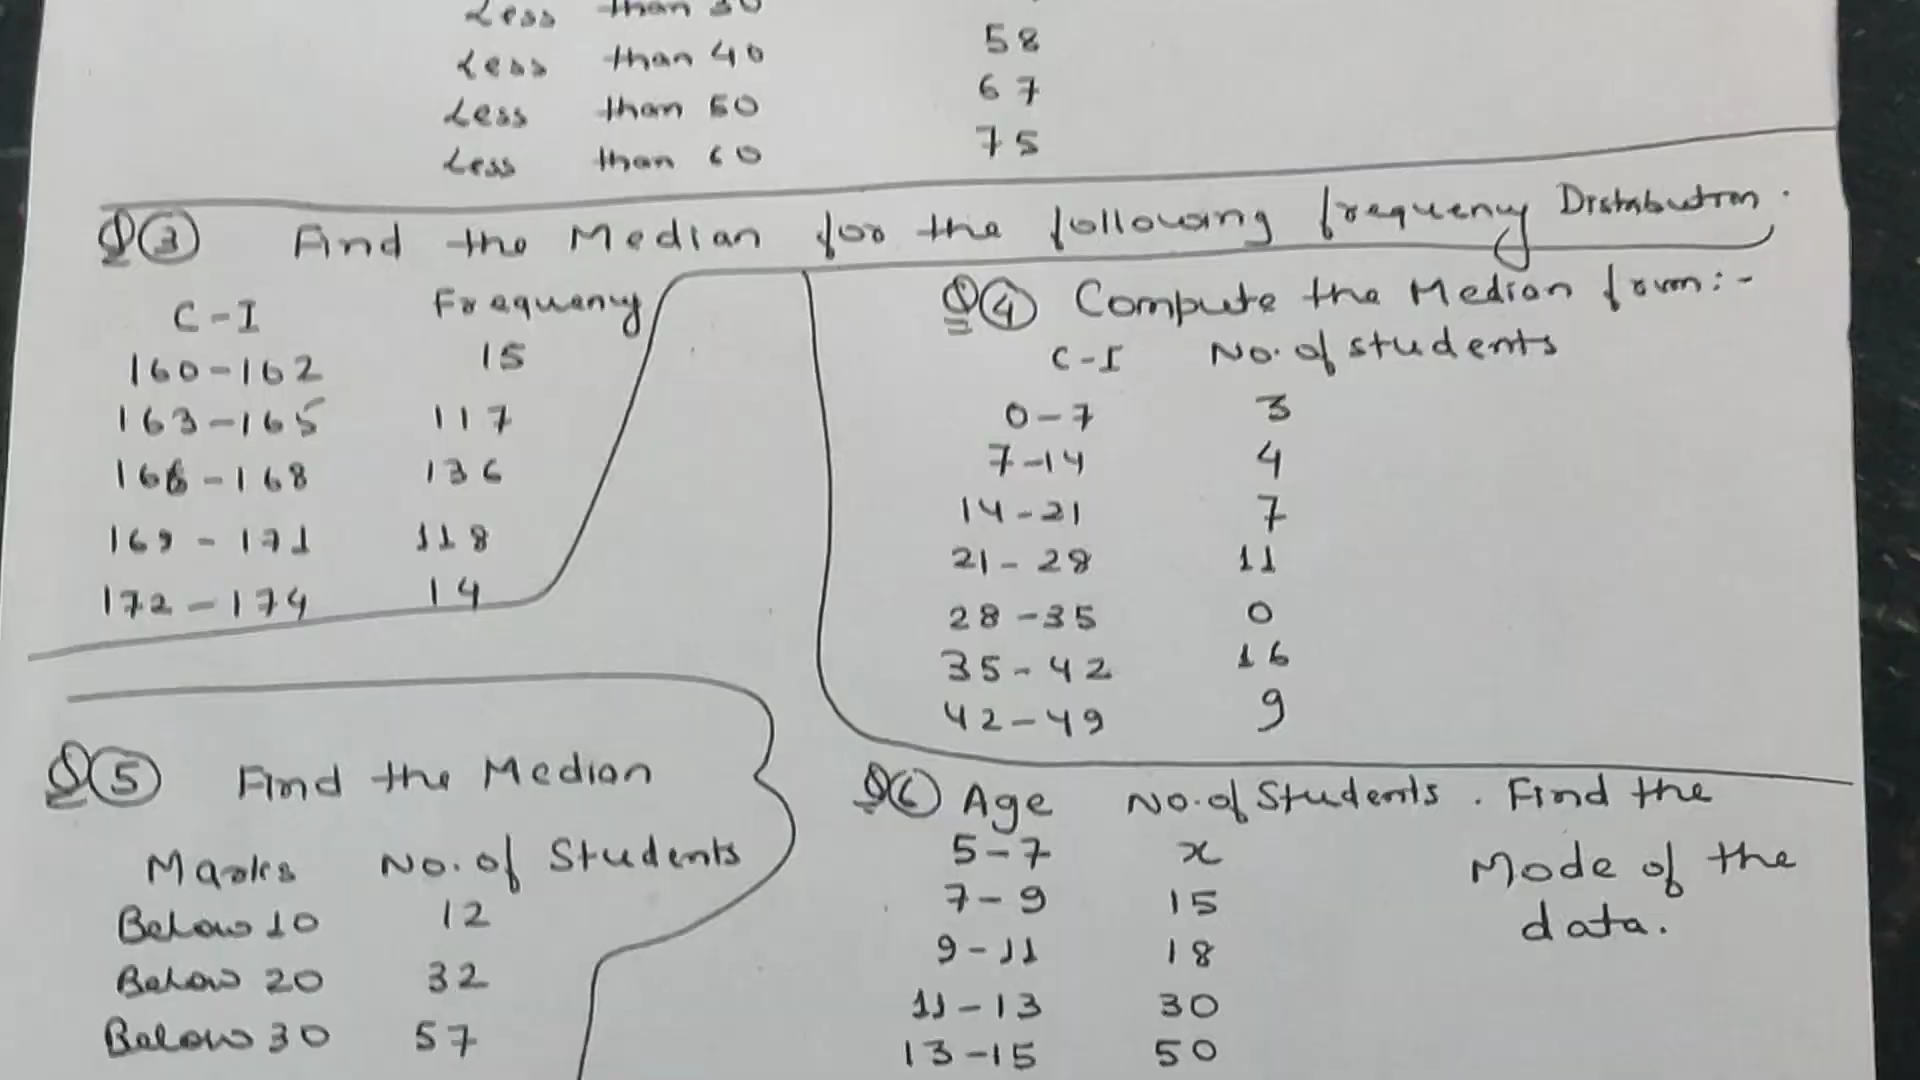 Less than 30
Less than 40 58
Less than 50 67
Less than 60 75
Q③ Find the Median for the following frequency Distribution.
C-I Frequency
160-162 15
163-165 117
166-168 136
169-171 118
172-174 14
Q④ Compute the Median from:-
C-I No. of students
0-7 3
7-14 4
14-21 7
21-28 11
28-35 0
35-42 16
42-49 9
Q⑤ Find the Median
Marks No. of Students
Below 10 12
Below 20 32
Below 30 57
Q⑥ Age No. of Students. Find the
Mode of the
data.
5-7 x
7-9 15
9-11 18
11-13 30
13-15 50